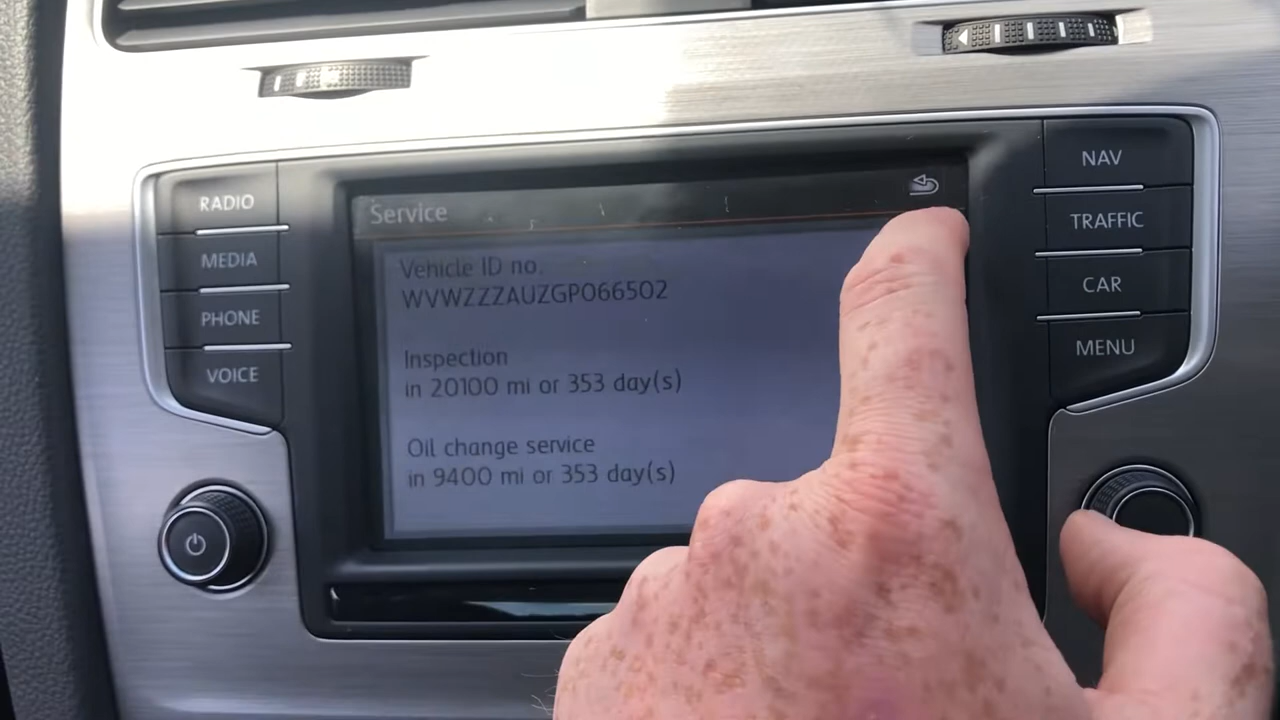 RADIO
MEDIA
PHONE
VOICE
Service
Vehicle ID no.
WVWZZZAUZGP066502
Inspection
in 20100 mi or 353 day(s)
Oil change service
in 9400 mi or 353 day(s)
NAV
TRAFFIC
CAR
MENU